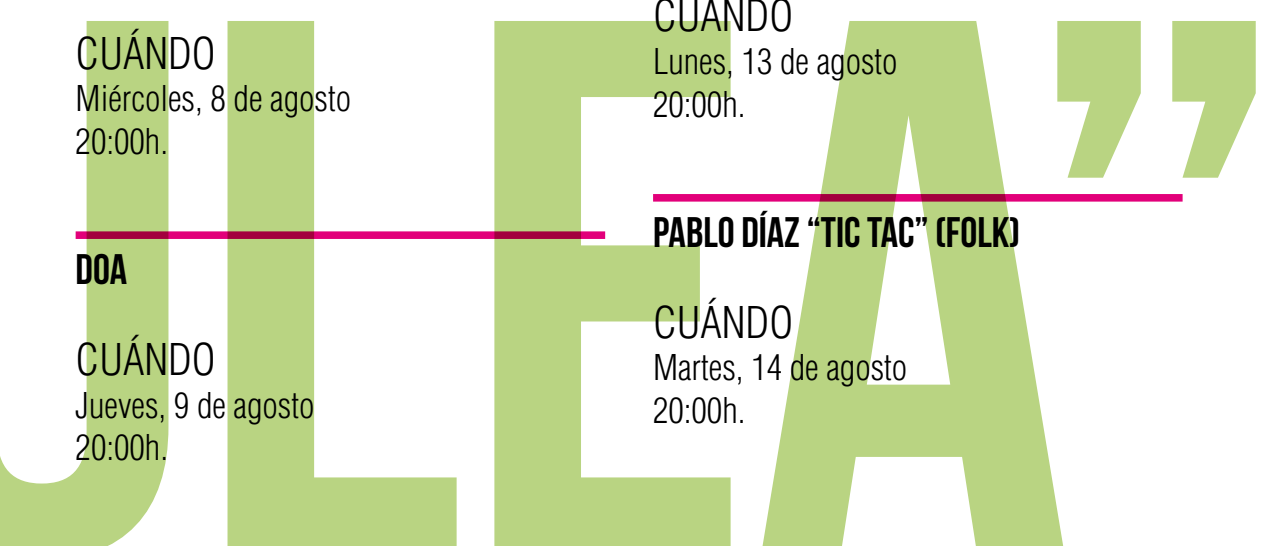 CUÁNDO
Miércoles, 8 de agosto
20:00h.
DOA
CUÁNDO
Jueves, 9 de agosto
20:00h.
CUÁNDO
Lunes, 13 de agosto
20:00h.
PABLO DÍAZ “TIC TAC” (FOLK)
CUÁNDO
Martes, 14 de agosto
20:00h.